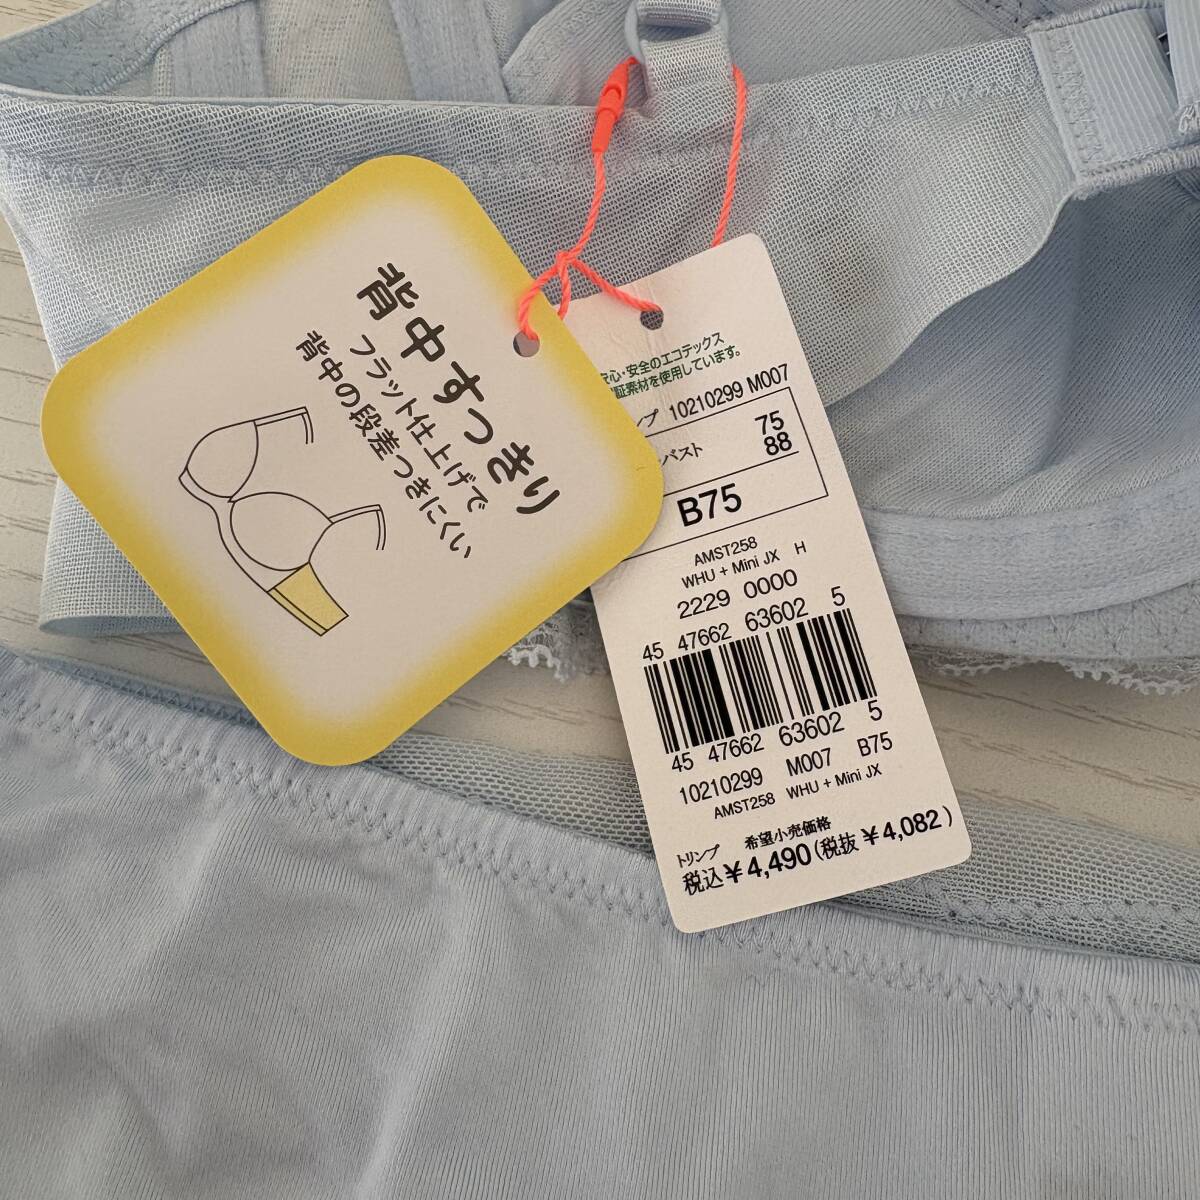 背中すっきり
フラット仕上げで
背中の段差つきにくい
安心・安全のエコテックス
証素材を使用しています。
ンプ 10210299 M007
75
バスト 88
B75
AMST258
WHU + Mini JX H
2229 0000
45 47662 63602 5
45 47662 63602 5
10210299 M007 B75
AMST258 WHU + Mini JX
トリンプ 希望小売価格
税込￥4,490(税抜￥4,082)